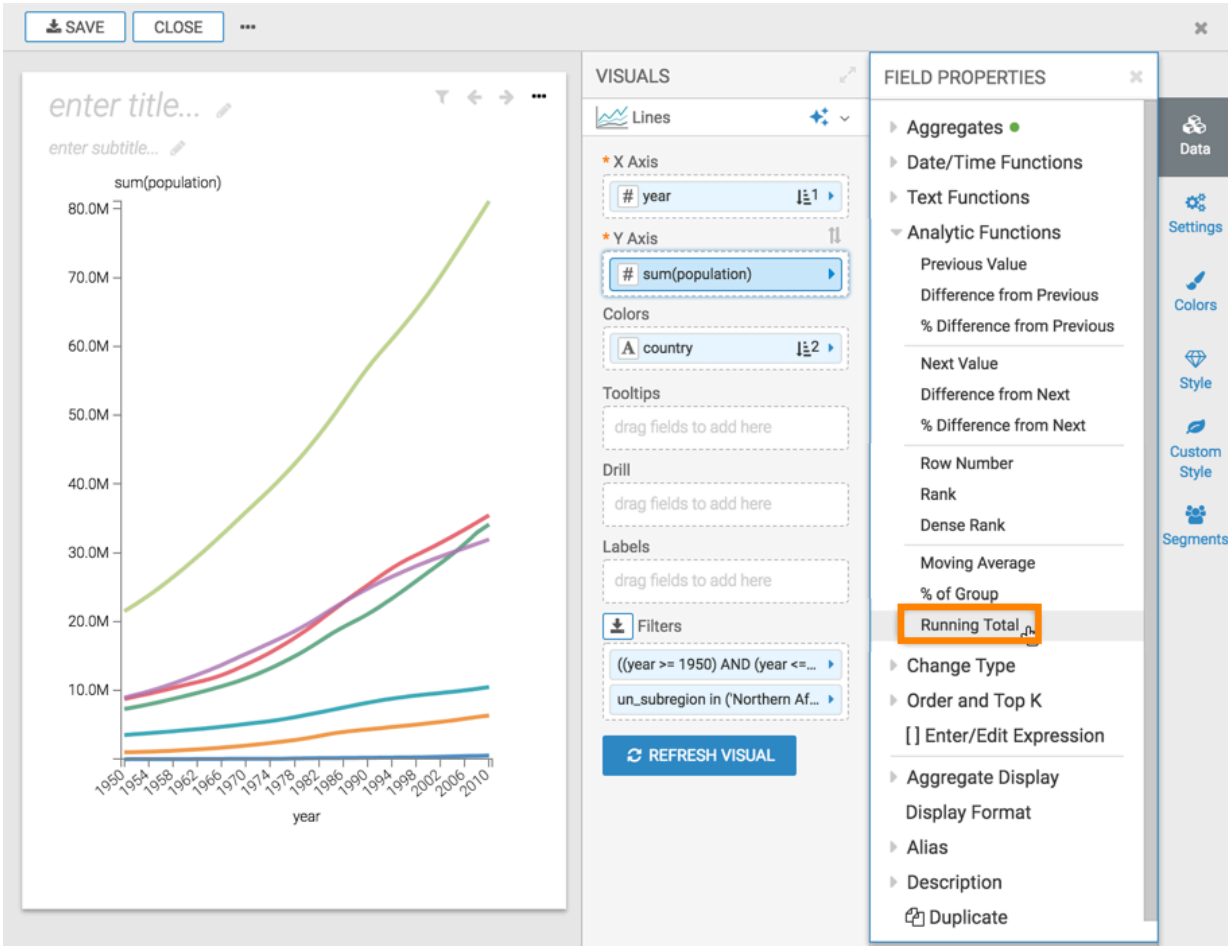 SAVE
CLOSE
enter title...
enter subtitle...
sum(population)
80.0M
70.0M
60.0M
50.0M
40.0M
30.0M
20.0M
10.0M
1950
1954
1958
1962
1966
1970
1974
1978
1982
1986
1990
1994
1998
2002
2006
2010
year
VISUALS
Lines
* X Axis
# year
1
* Y Axis
# sum(population)
Colors
A country
2
Tooltips
drag fields to add here
Drill
drag fields to add here
Labels
drag fields to add here
Filters
((year >= 1950) AND (year <=...
un_subregion in ('Northern Af...
REFRESH VISUAL
FIELD PROPERTIES
Aggregates
Date/Time Functions
Text Functions
Analytic Functions
Previous Value
Difference from Previous
% Difference from Previous
Next Value
Difference from Next
% Difference from Next
Row Number
Rank
Dense Rank
Moving Average
% of Group
Running Total
Change Type
Order and Top K
[ ] Enter/Edit Expression
Aggregate Display
Display Format
Alias
Description
Duplicate
Data
Settings
Colors
Style
Custom
Style
Segments